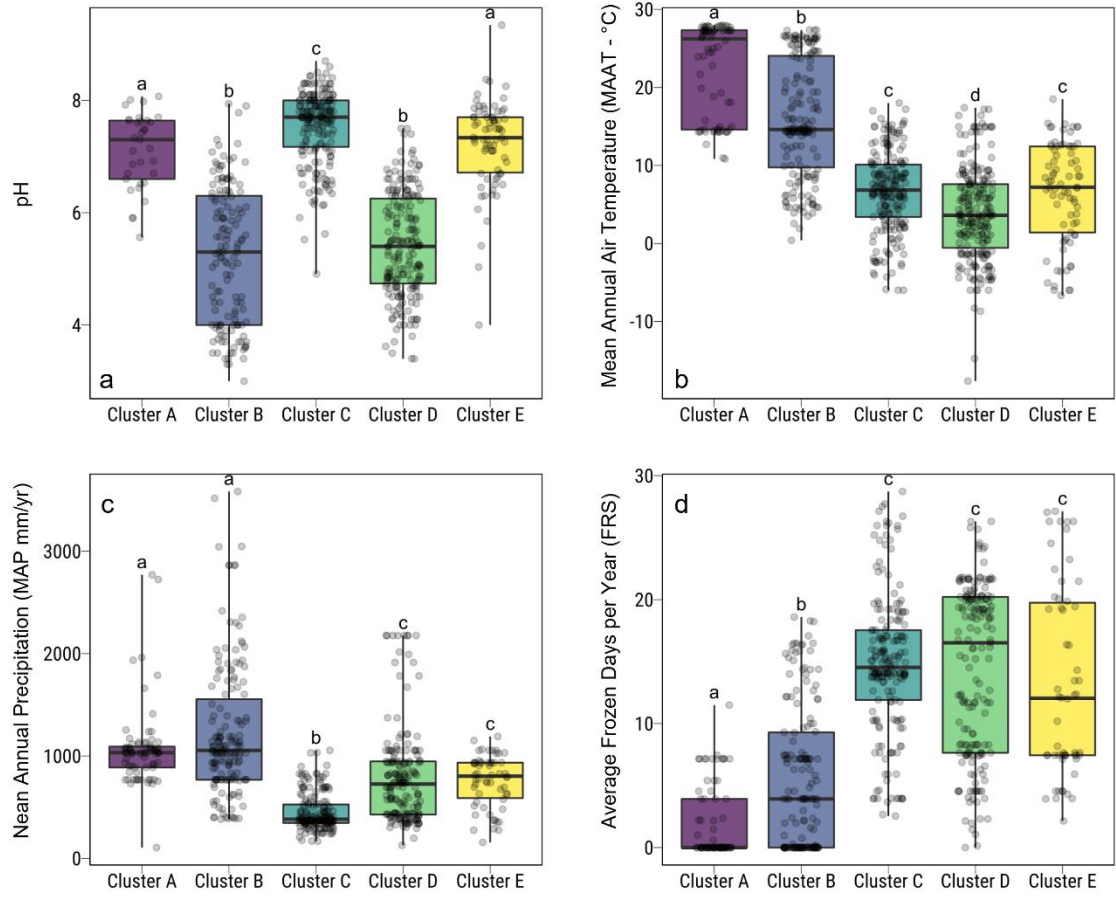 a
b
c
b
a
8
6
4
pH
a
Cluster A Cluster B Cluster C Cluster D Cluster E
a
b
c
d
c
30
20
10
0
-10
Mean Annual Air Temperature (MAAT - °C)
b
Cluster A Cluster B Cluster C Cluster D Cluster E
c
a
a
b
c
c
3000
2000
1000
0
Nean Annual Precipitation (MAP mm/yr)
Cluster A Cluster B Cluster C Cluster D Cluster E
d
a
b
c
c
c
30
20
10
0
Average Frozen Days per Year (FRS)
Cluster A Cluster B Cluster C Cluster D Cluster E